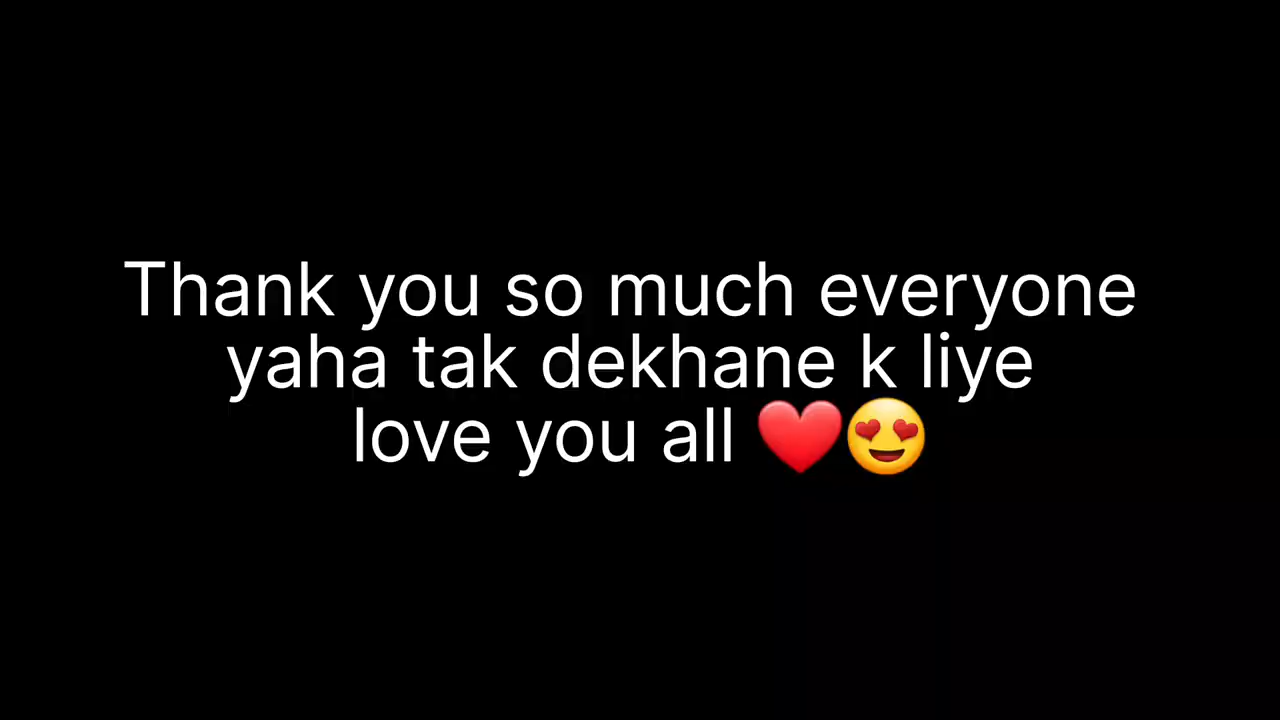 Thank you so much everyone
yaha tak dekhane k liye
love you all ❤️😍